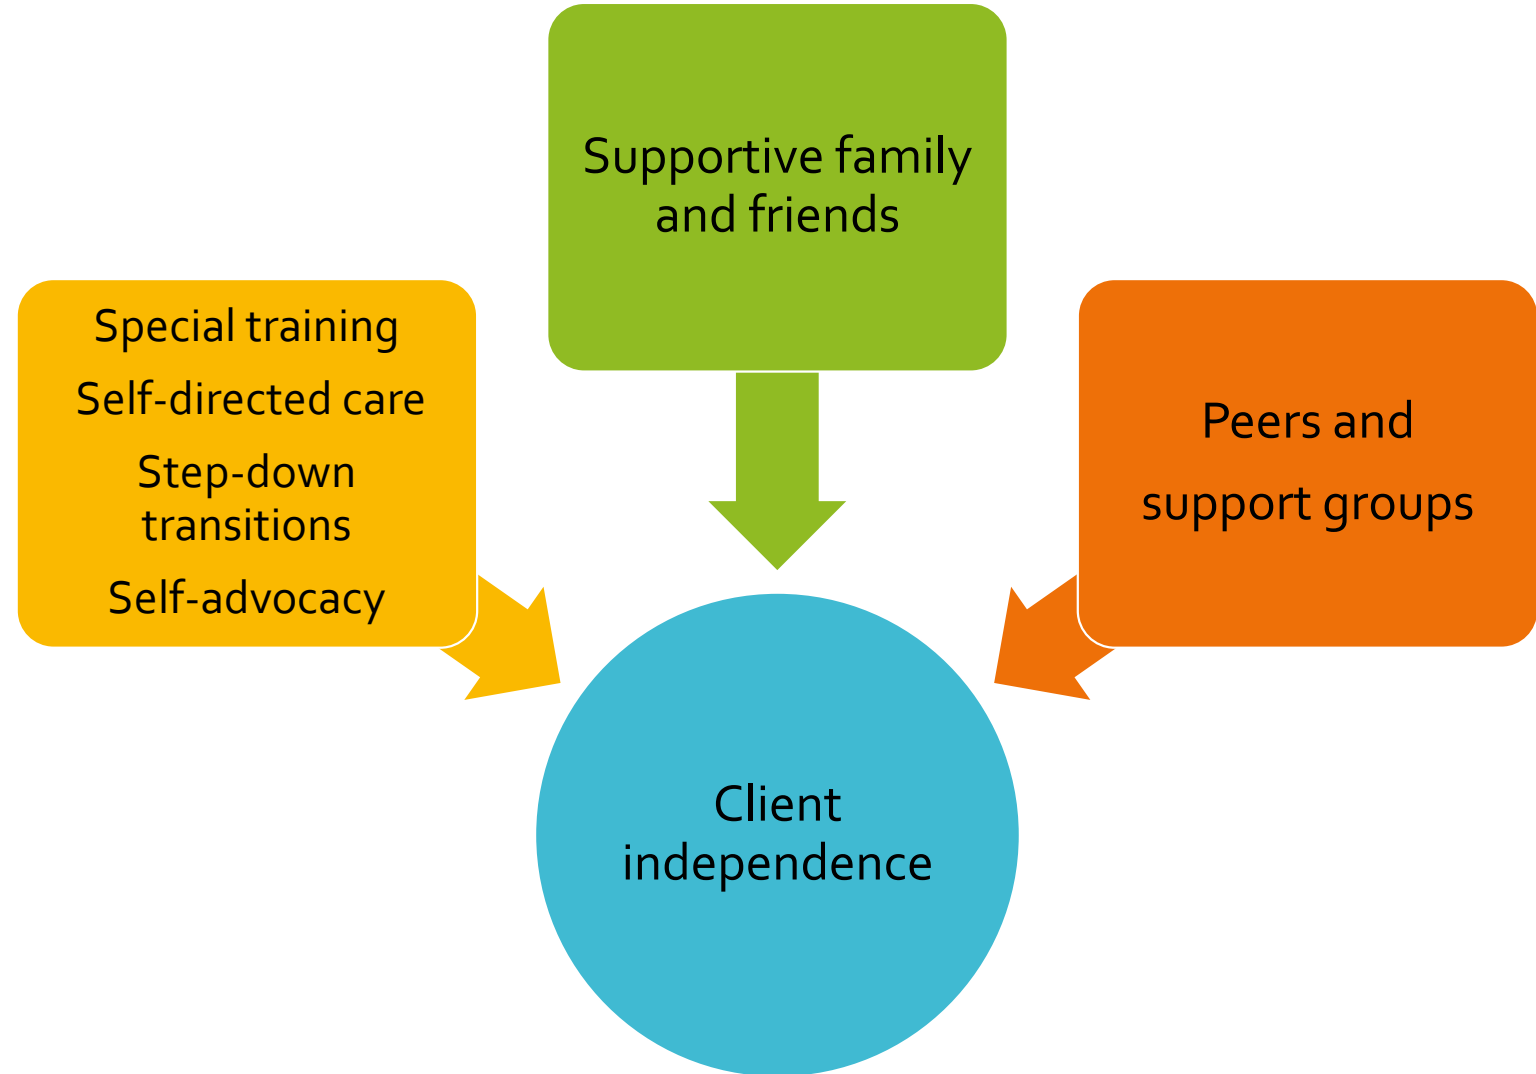 Supportive family
and friends
Special training
Self-directed care
Step-down
transitions
Self-advocacy
Peers and
support groups
Client
independence